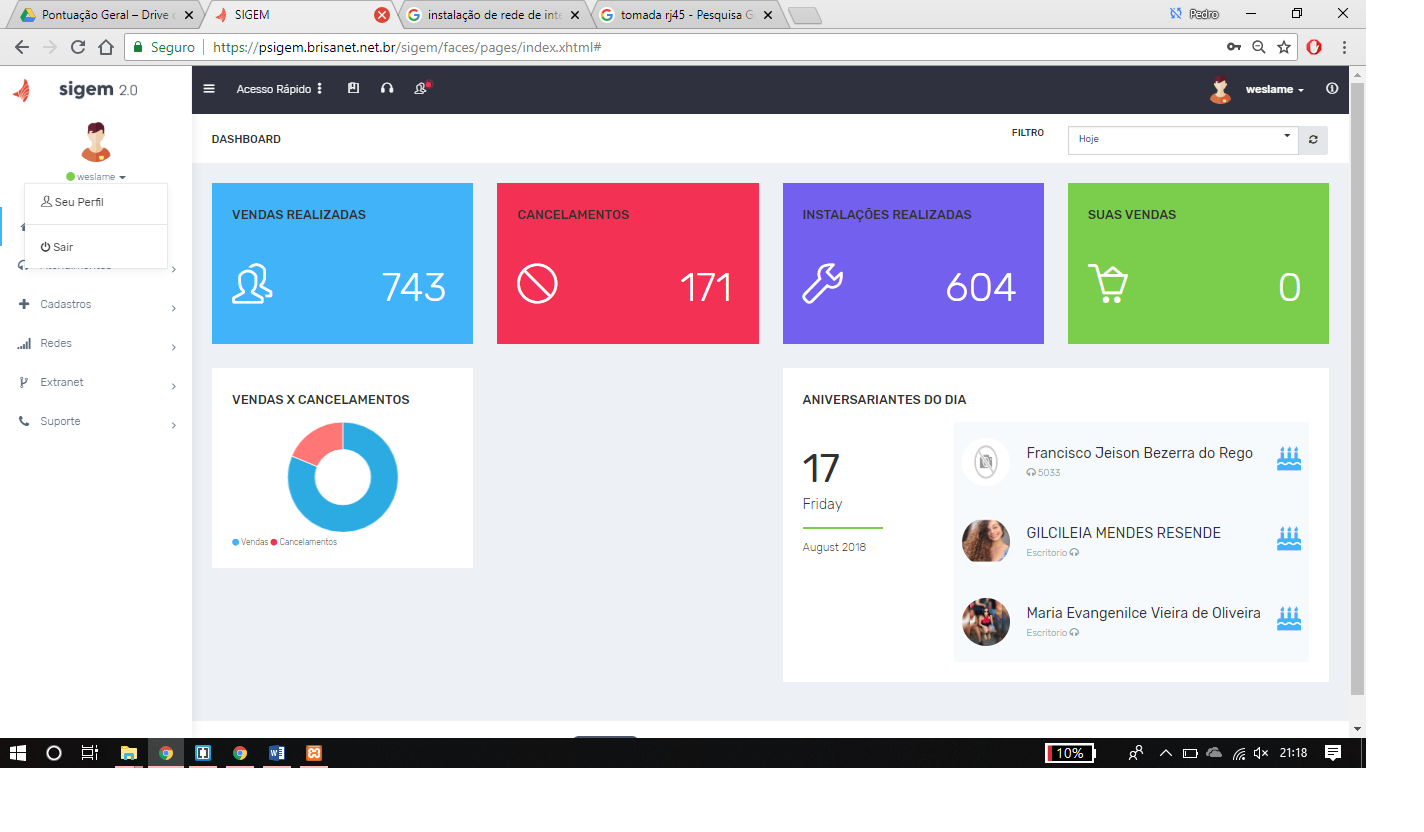 Pontuação Geral – Drive
SIGEM
instalação de rede de inte
tomada rj45 - Pesquisa G
Pedro
Seguro
https://psigem.brisanet.net.br/sigem/faces/pages/index.xhtml#
sigem 2.0
Acesso Rápido
weslame
weslame
Seu Perfil
Sair
Atendimentos
Cadastros
Redes
Extranet
Suporte
DASHBOARD
FILTRO
Hoje
VENDAS REALIZADAS
743
CANCELAMENTOS
171
INSTALAÇÕES REALIZADAS
604
SUAS VENDAS
0
VENDAS X CANCELAMENTOS
Vendas Cancelamentos
ANIVERSARIANTES DO DIA
17
Friday
August 2018
Francisco Jeison Bezerra do Rego
5033
GILCILEIA MENDES RESENDE
Escritorio
Maria Evangenilce Vieira de Oliveira
Escritorio
10%
21:18